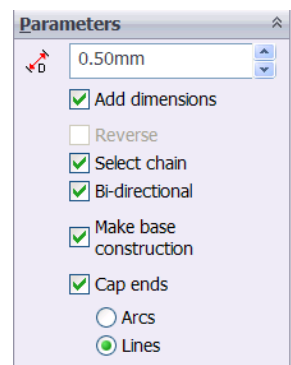 Parameters
D
0.50mm
Add dimensions
Reverse
Select chain
Bi-directional
Make base
construction
Cap ends
Arcs
Lines